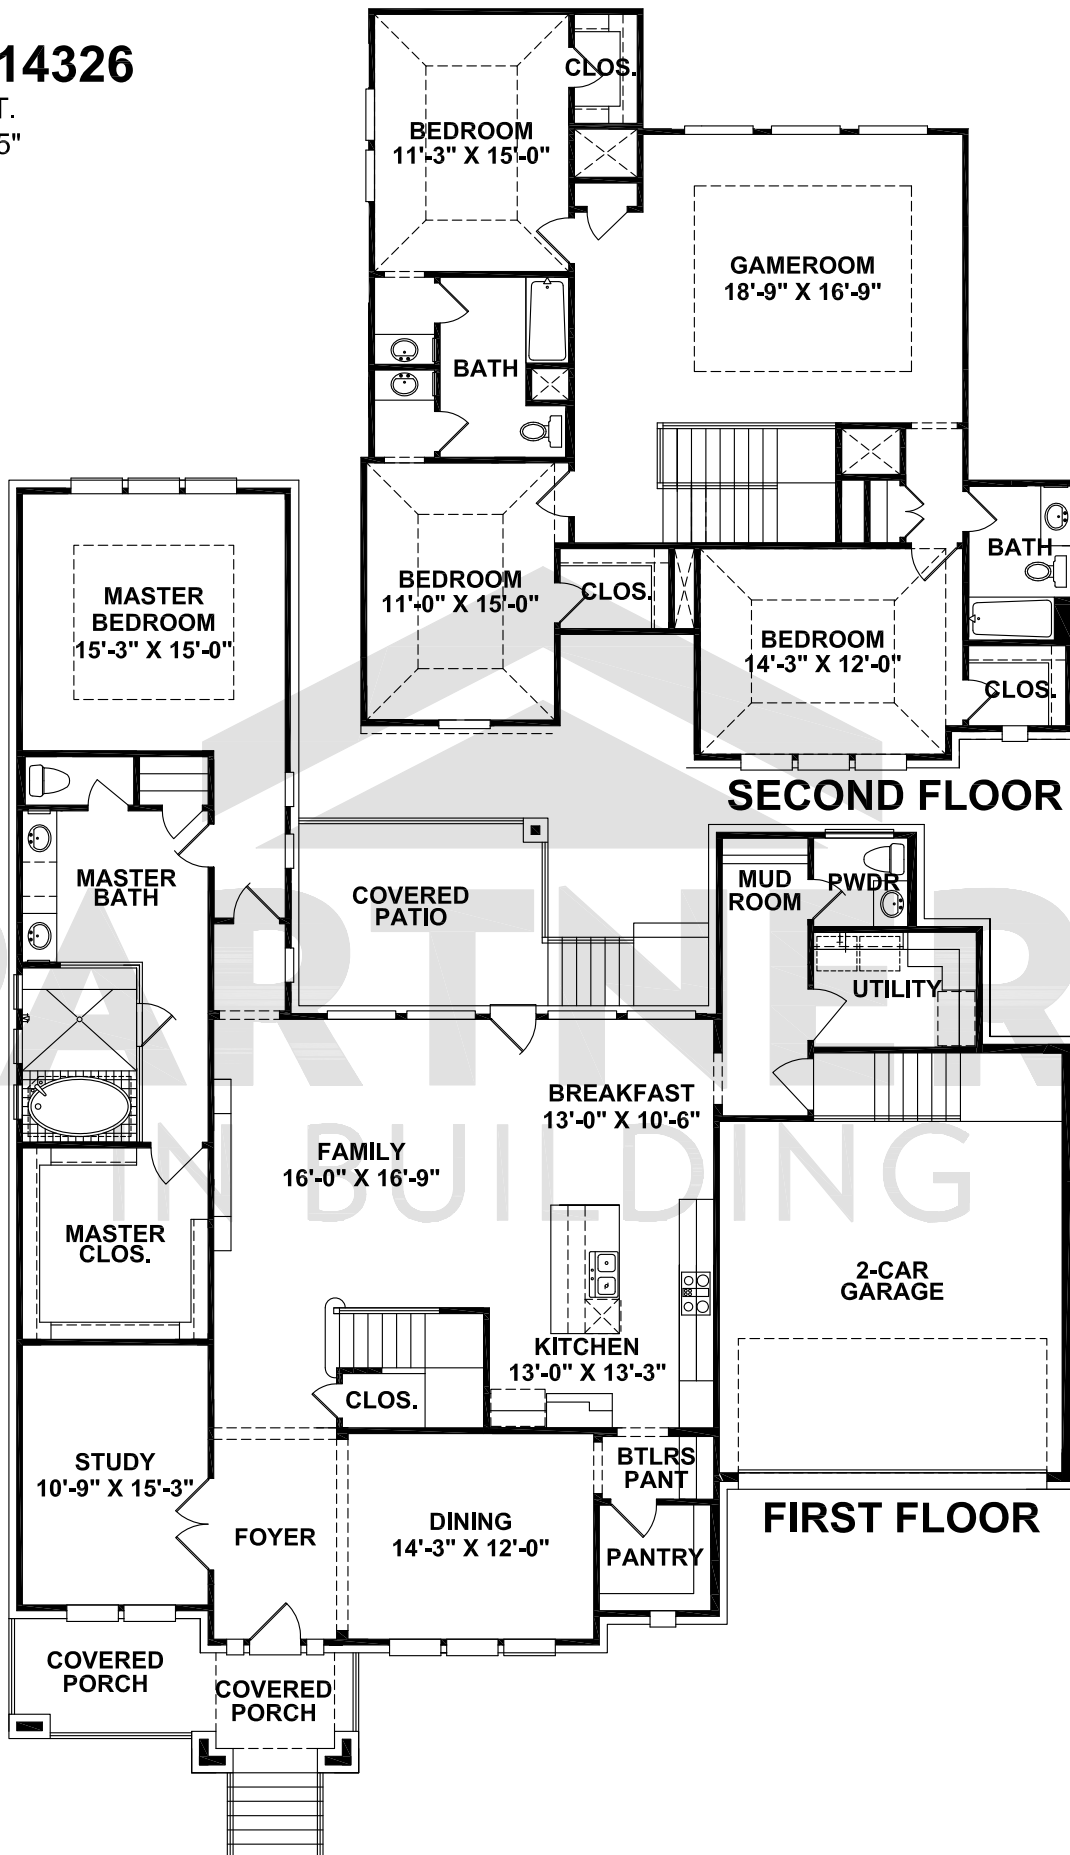 14326
T.
5"
CLOS.
BEDROOM
11'-3" X 15'-0"
GAMEROOM
18'-9" X 16'-9"
BATH
BEDROOM
11'-0" X 15'-0"
CLOS.
BATH
BEDROOM
14'-3" X 12'-0"
CLOS.
SECOND FLOOR
MASTER
BEDROOM
15'-3" X 15'-0"
MASTER
BATH
COVERED
PATIO
MUD
ROOM
PWDR
UTILITY
PARTNER
IN BUILDING
BREAKFAST
13'-0" X 10'-6"
FAMILY
16'-0" X 16'-9"
MASTER
CLOS.
2-CAR
GARAGE
KITCHEN
13'-0" X 13'-3"
CLOS.
STUDY
10'-9" X 15'-3"
BTLRS
PANT
FOYER
DINING
14'-3" X 12'-0"
PANTRY
FIRST FLOOR
COVERED
PORCH
COVERED
PORCH